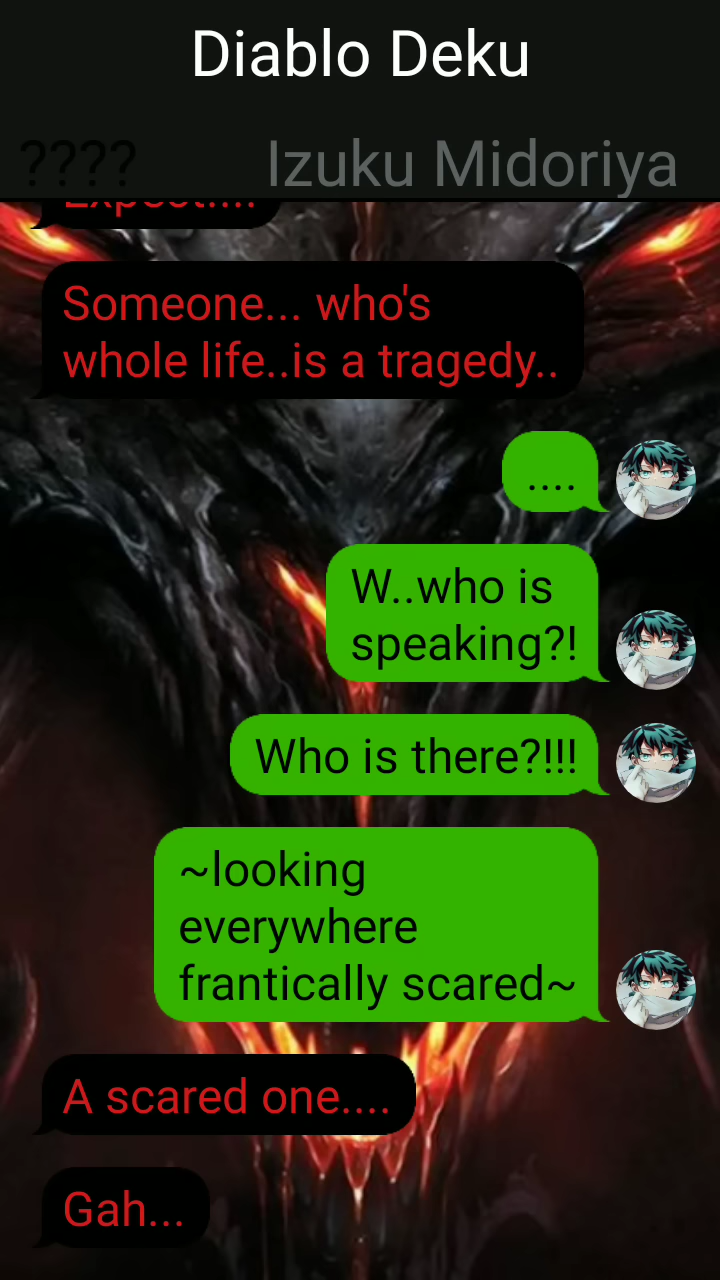 Diablo Deku
???? Izuku Midoriya
Expect....
Someone... who's
whole life..is a tragedy..
....
W..who is
speaking?!
Who is there?!!!
~looking
everywhere
frantically scared~
A scared one....
Gah...